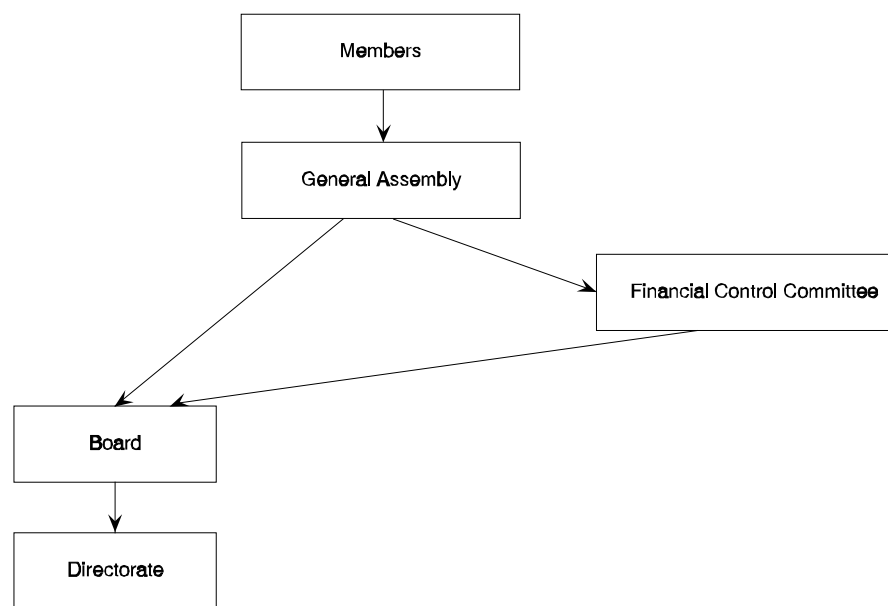 Members
General Assembly
Financial Control Committee
Board
Directorate